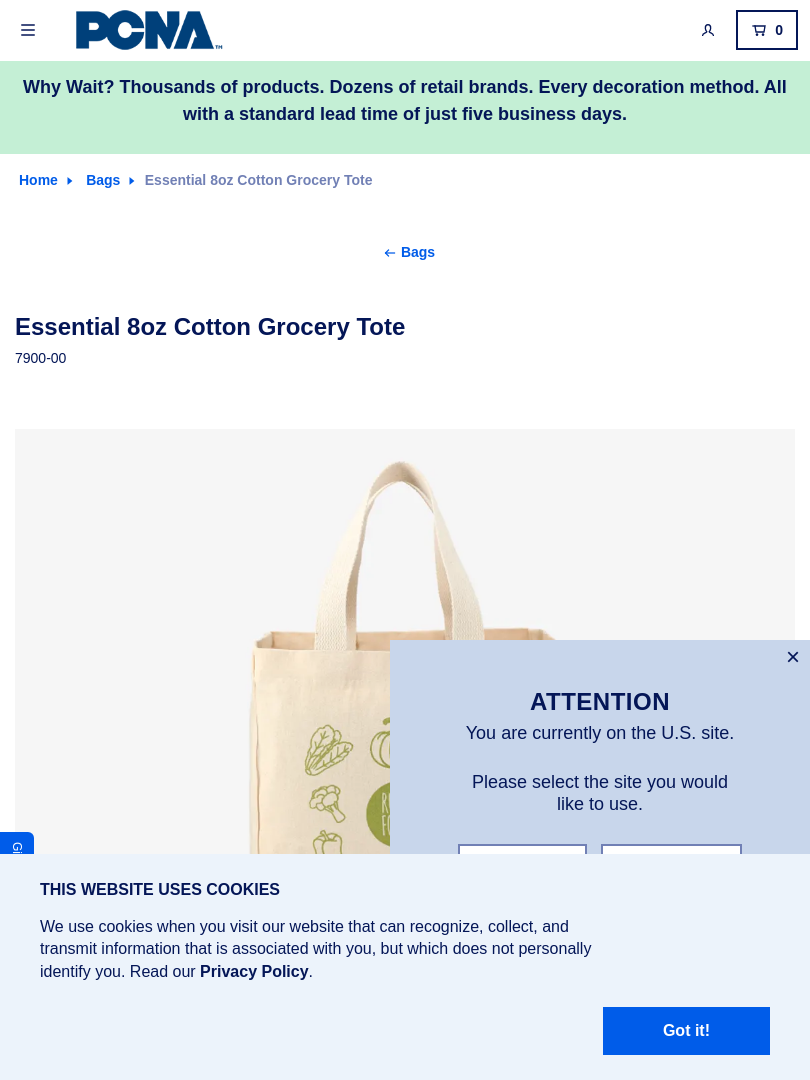 PCNA™
0
Why Wait? Thousands of products. Dozens of retail brands. Every decoration method. All
with a standard lead time of just five business days.
Home Bags Essential 8oz Cotton Grocery Tote
Bags
Essential 8oz Cotton Grocery Tote
7900-00
ATTENTION
You are currently on the U.S. site.
Please select the site you would
like to use.
THIS WEBSITE USES COOKIES
We use cookies when you visit our website that can recognize, collect, and
transmit information that is associated with you, but which does not personally
identify you. Read our Privacy Policy.
Got it!